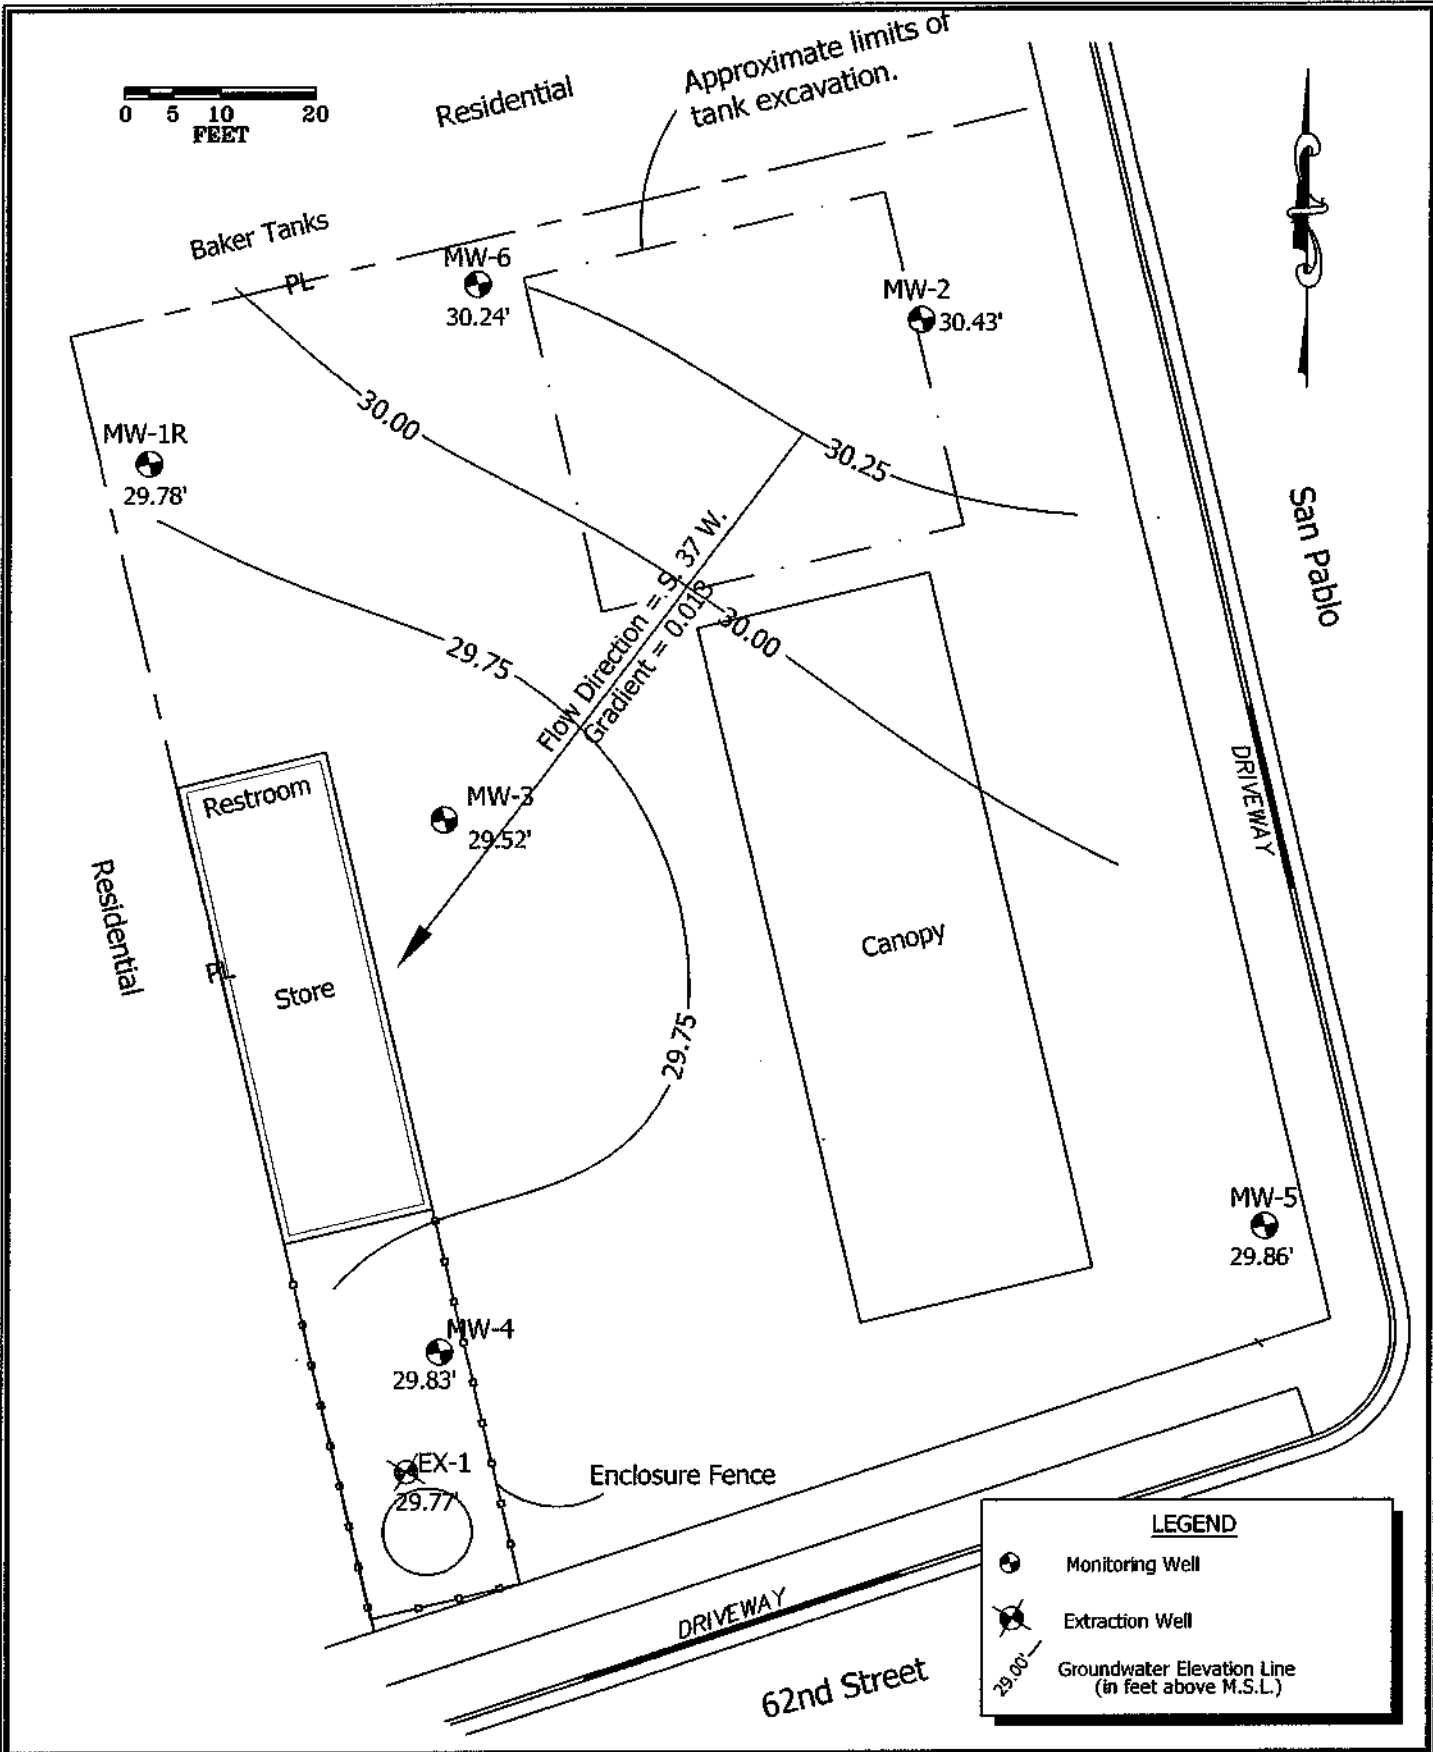 Approximate limits of
tank excavation.
Residential
0 5 10 20
FEET
Baker Tanks
PL
MW-6
30.24'
MW-2
30.43'
30.00
30.25
MW-1R
29.78'
San Pablo
Flow Direction = S. 37 W.
Gradient = 0.013
30.00
29.75
DRIVEWAY
Restroom
MW-3
29.52'
Residential
PL
Store
Canopy
29.75
MW-5
29.86'
MW-4
29.83'
EX-1
29.77'
Enclosure Fence
DRIVEWAY
62nd Street
LEGEND
Monitoring Well
Extraction Well
29.00'
Groundwater Elevation Line
(in feet above M.S.L.)